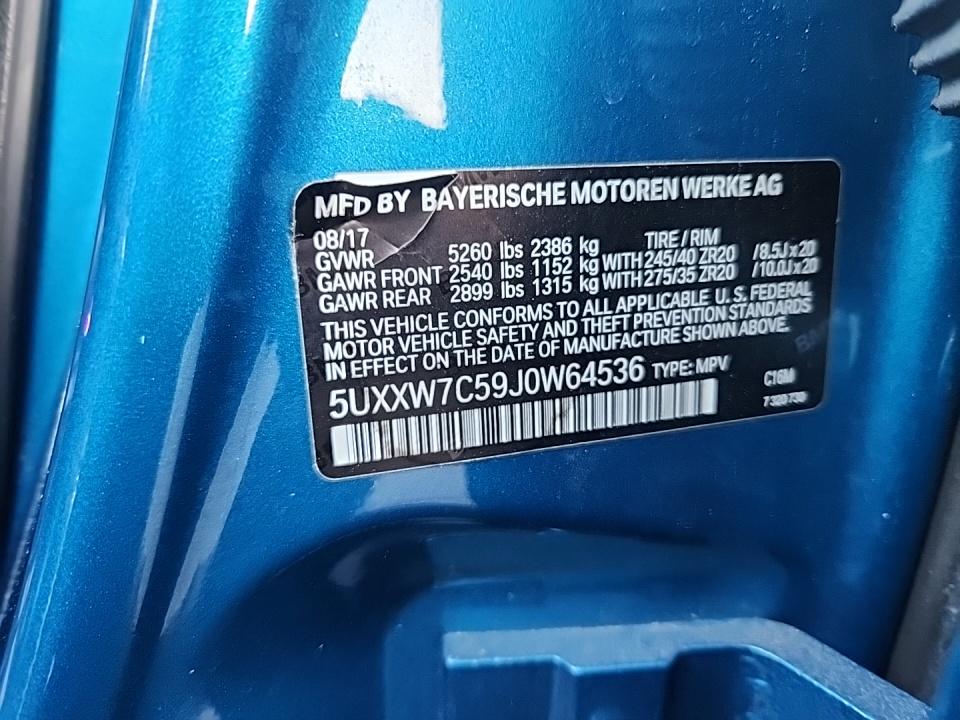 MFD BY BAYERISCHE MOTOREN WERKE AG
08/17
GVWR 5260 lbs 2386 kg TIRE / RIM
GAWR FRONT 2540 lbs 1152 kg WITH 245/40 ZR20 / 8.5J x 20
GAWR REAR 2899 lbs 1315 kg WITH 275/35 ZR20 / 10.0J x 20
THIS VEHICLE CONFORMS TO ALL APPLICABLE U.S. FEDERAL
MOTOR VEHICLE SAFETY AND THEFT PREVENTION STANDARDS
IN EFFECT ON THE DATE OF MANUFACTURE SHOWN ABOVE.
5UXXW7C59J0W64536 TYPE: MPV C16M
7 320 730